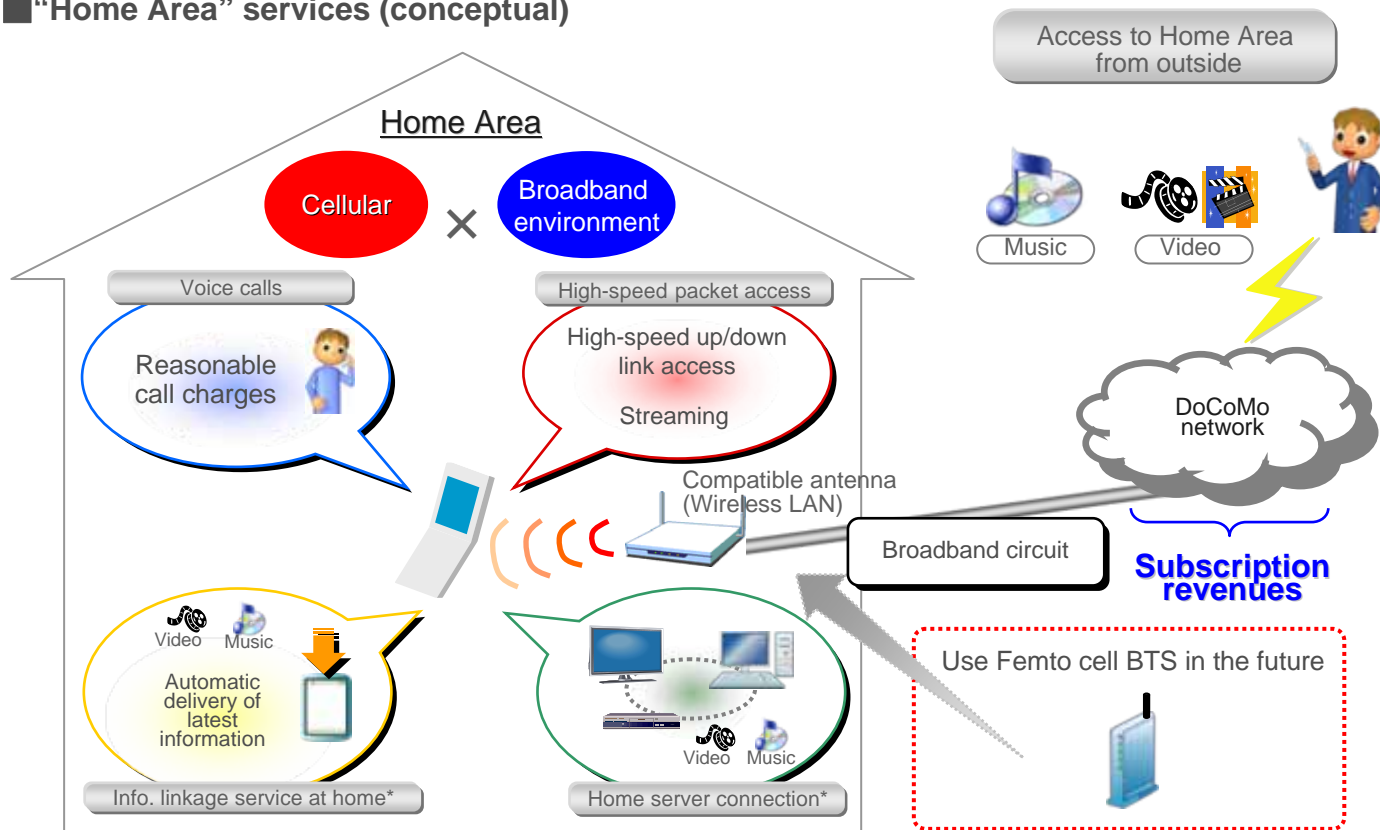 ■“Home Area” services (conceptual)
Access to Home Area
from outside
Home Area
Cellular
×
Broadband
environment
Music
Video
Voice calls
High-speed packet access
Reasonable
call charges
High-speed up/down
link access
Streaming
DoCoMo
network
Compatible antenna
(Wireless LAN)
Broadband circuit
Subscription
revenues
Video
Music
Automatic
delivery of
latest
information
Video
Music
Info. linkage service at home*
Home server connection*
Use Femto cell BTS in the future